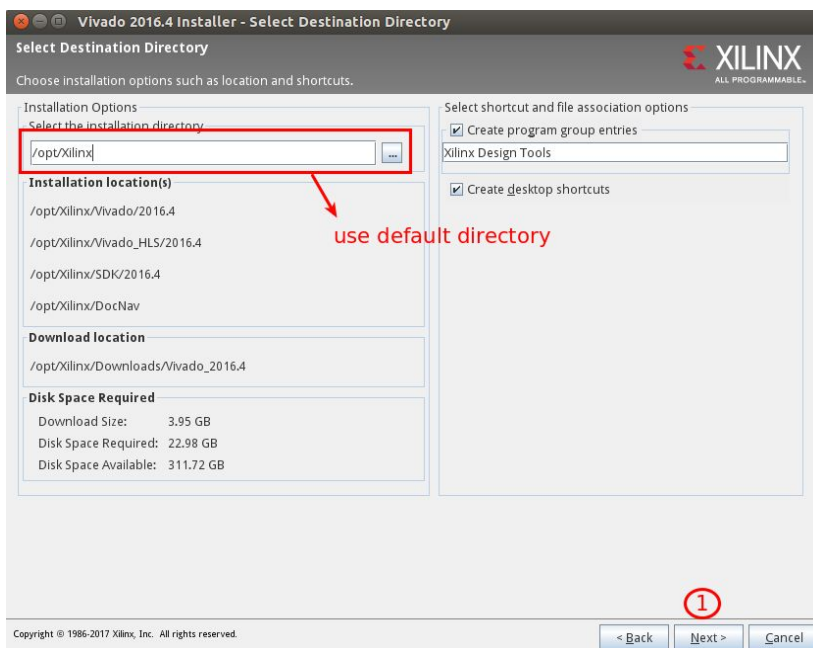 Vivado 2016.4 Installer - Select Destination Directory
Select Destination Directory
Choose installation options such as location and shortcuts.
XILINX
ALL PROGRAMMABLE.
Installation Options
Select the installation directory
/opt/Xilinx
...
Installation location(s)
/opt/Xilinx/Vivado/2016.4
/opt/Xilinx/Vivado_HLS/2016.4
/opt/Xilinx/SDK/2016.4
/opt/Xilinx/DocNav
Download location
/opt/Xilinx/Downloads/Vivado_2016.4
Disk Space Required
Download Size: 3.95 GB
Disk Space Required: 22.98 GB
Disk Space Available: 311.72 GB
Select shortcut and file association options
Create program group entries
Xilinx Design Tools
Create desktop shortcuts
use default directory
1
Copyright © 1986-2017 Xilinx, Inc. All rights reserved.
< Back
Next >
Cancel